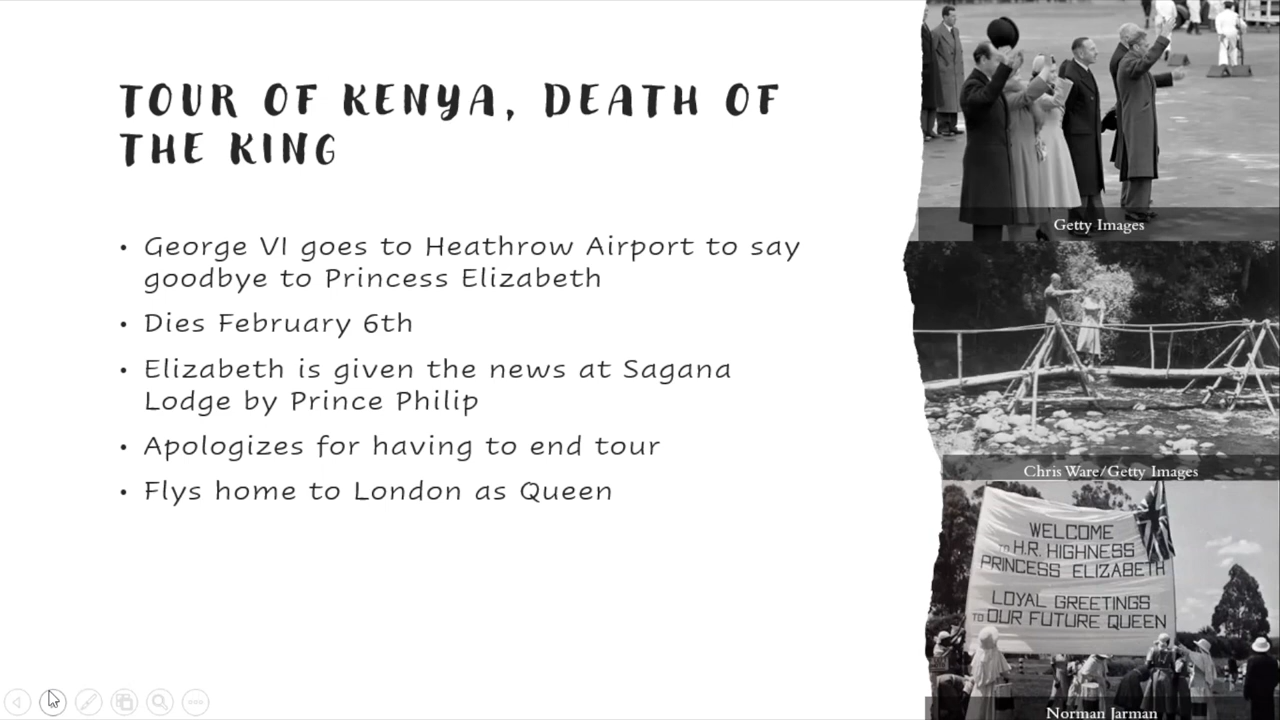 TOUR OF KENYA, DEATH OF
THE KING
• George VI goes to Heathrow Airport to say
goodbye to Princess Elizabeth
• Dies February 6th
• Elizabeth is given the news at Sagana
Lodge by Prince Philip
• Apologizes for having to end tour
• Flys home to London as Queen
Getty Images
Chris Ware/Getty Images
WELCOME
TO H.R. HIGHNESS
PRINCESS ELIZABETH
LOYAL GREETINGS
TO OUR FUTURE QUEEN
Norman Jarman